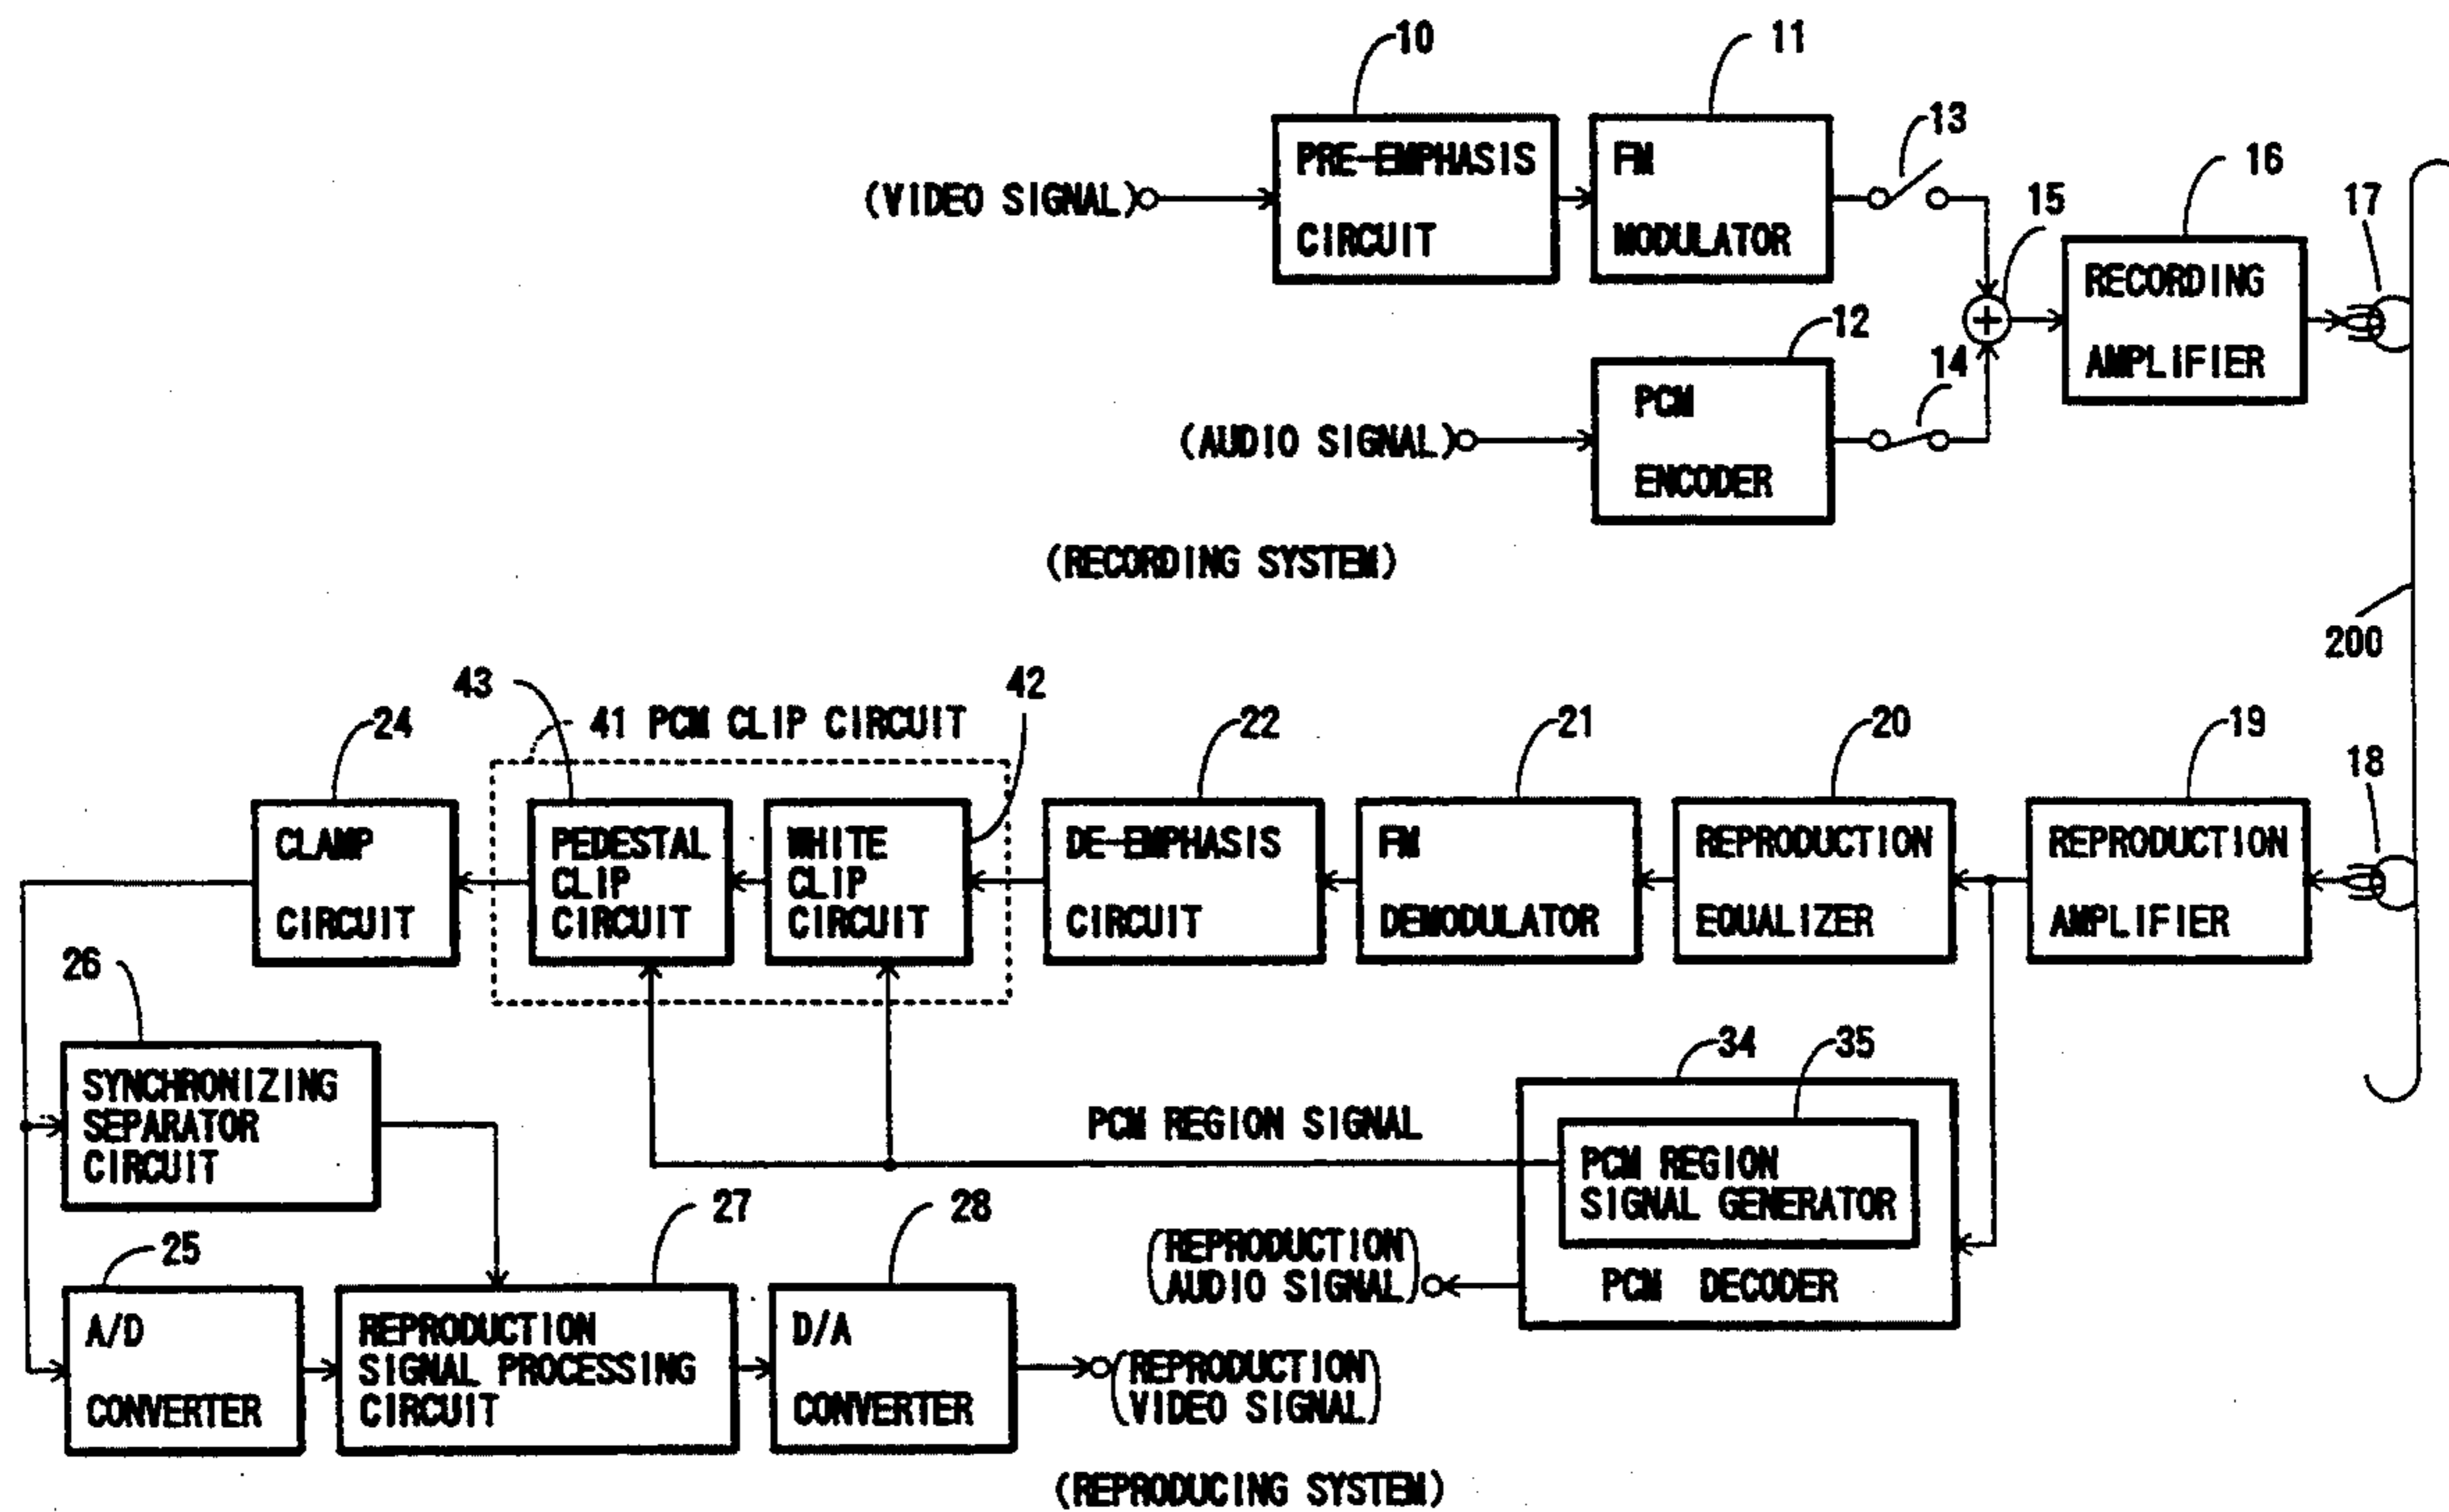 10
11
13
(VIDEO SIGNAL)
PRE-EMPHASIS
CIRCUIT
FM
MODULATOR
15
16
17
RECORDING
AMPLIFIER
12
14
(AUDIO SIGNAL)
PCM
ENCODER
(RECORDING SYSTEM)
200
43
42
41 PCM CLIP CIRCUIT
24
22
21
20
19
18
CLAMP
CIRCUIT
PEDESTAL
CLIP
CIRCUIT
WHITE
CLIP
CIRCUIT
DE-EMPHASIS
CIRCUIT
FM
DEMODULATOR
REPRODUCTION
EQUALIZER
REPRODUCTION
AMPLIFIER
26
34
35
SYNCHRONIZING
SEPARATOR
CIRCUIT
PCM REGION SIGNAL
PCM REGION
SIGNAL GENERATOR
PCM DECODER
(REPRODUCTION
AUDIO SIGNAL)
25
27
28
A/D
CONVERTER
REPRODUCTION
SIGNAL PROCESSING
CIRCUIT
D/A
CONVERTER
(REPRODUCTION
VIDEO SIGNAL)
(REPRODUCING SYSTEM)